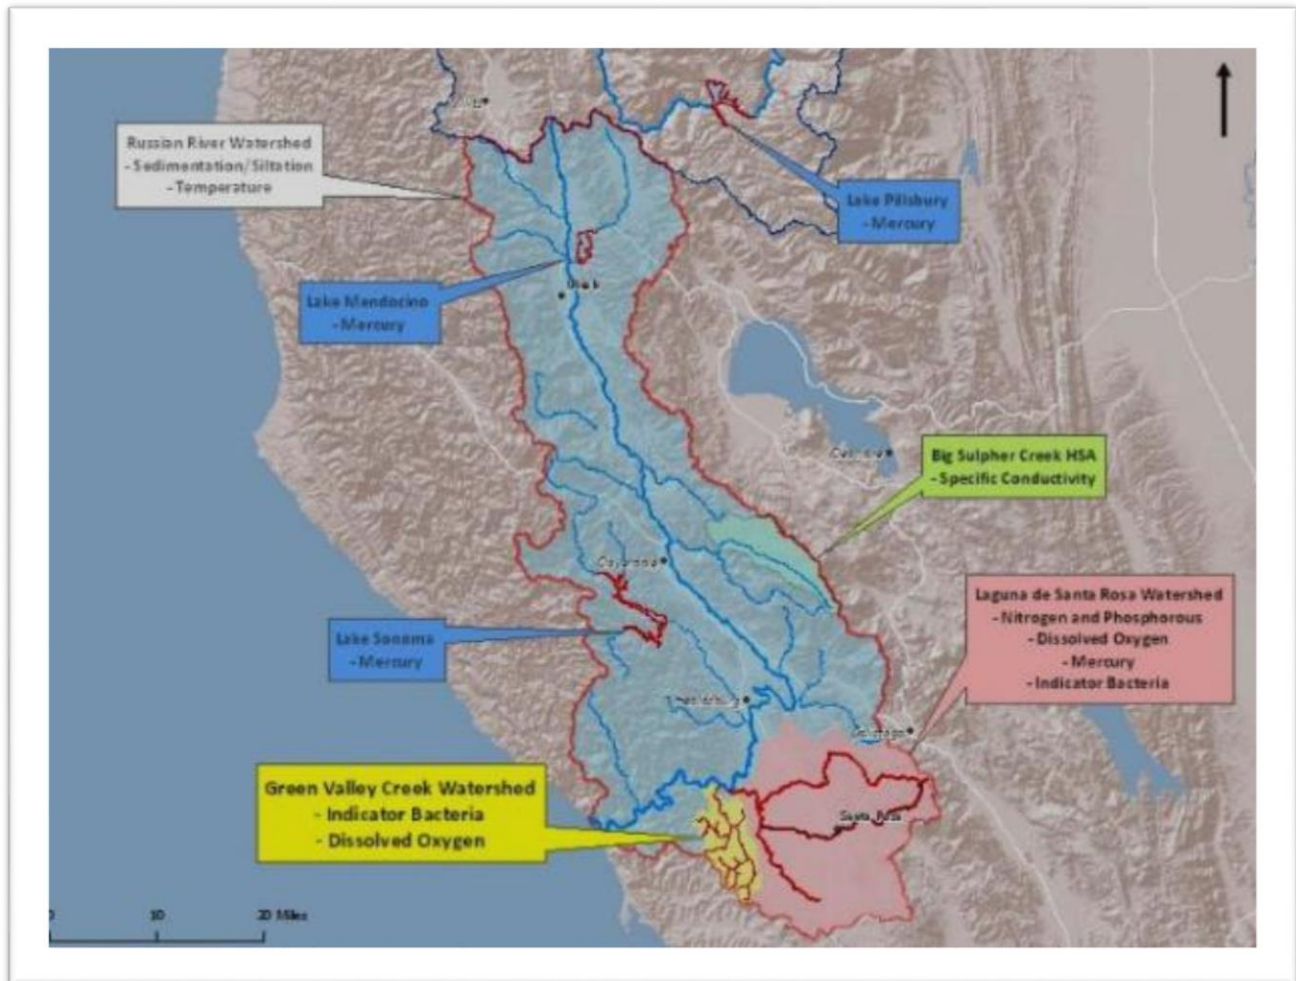 Russian River Watershed
- Sedimentation/Siltation
- Temperature
Lake Pillsbury
- Mercury
Lake Mendocino
- Mercury
Big Sulpher Creek HSA
- Specific Conductivity
Laguna de Santa Rosa Watershed
- Nitrogen and Phosphorous
- Dissolved Oxygen
- Mercury
- Indicator Bacteria
Lake Sonoma
- Mercury
Green Valley Creek Watershed
- Indicator Bacteria
- Dissolved Oxygen
Santa Rosa
0 10 20 Miles